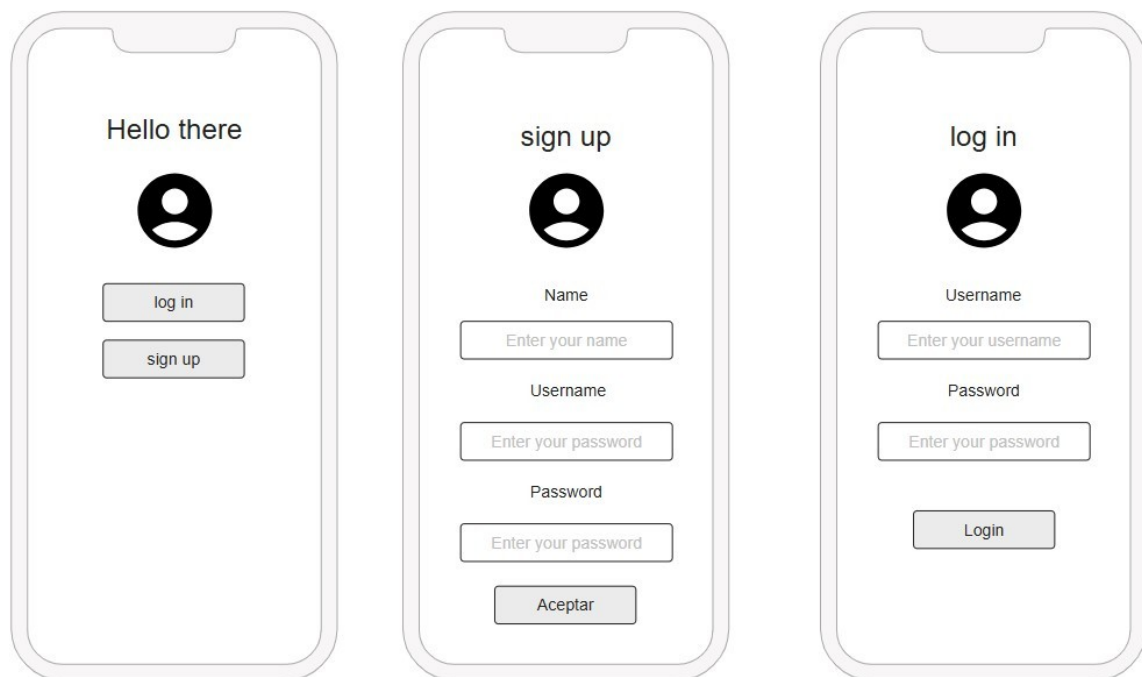 Hello there
log in
sign up
sign up
Name
Enter your name
Username
Enter your password
Password
Enter your password
Aceptar
log in
Username
Enter your username
Password
Enter your password
Login